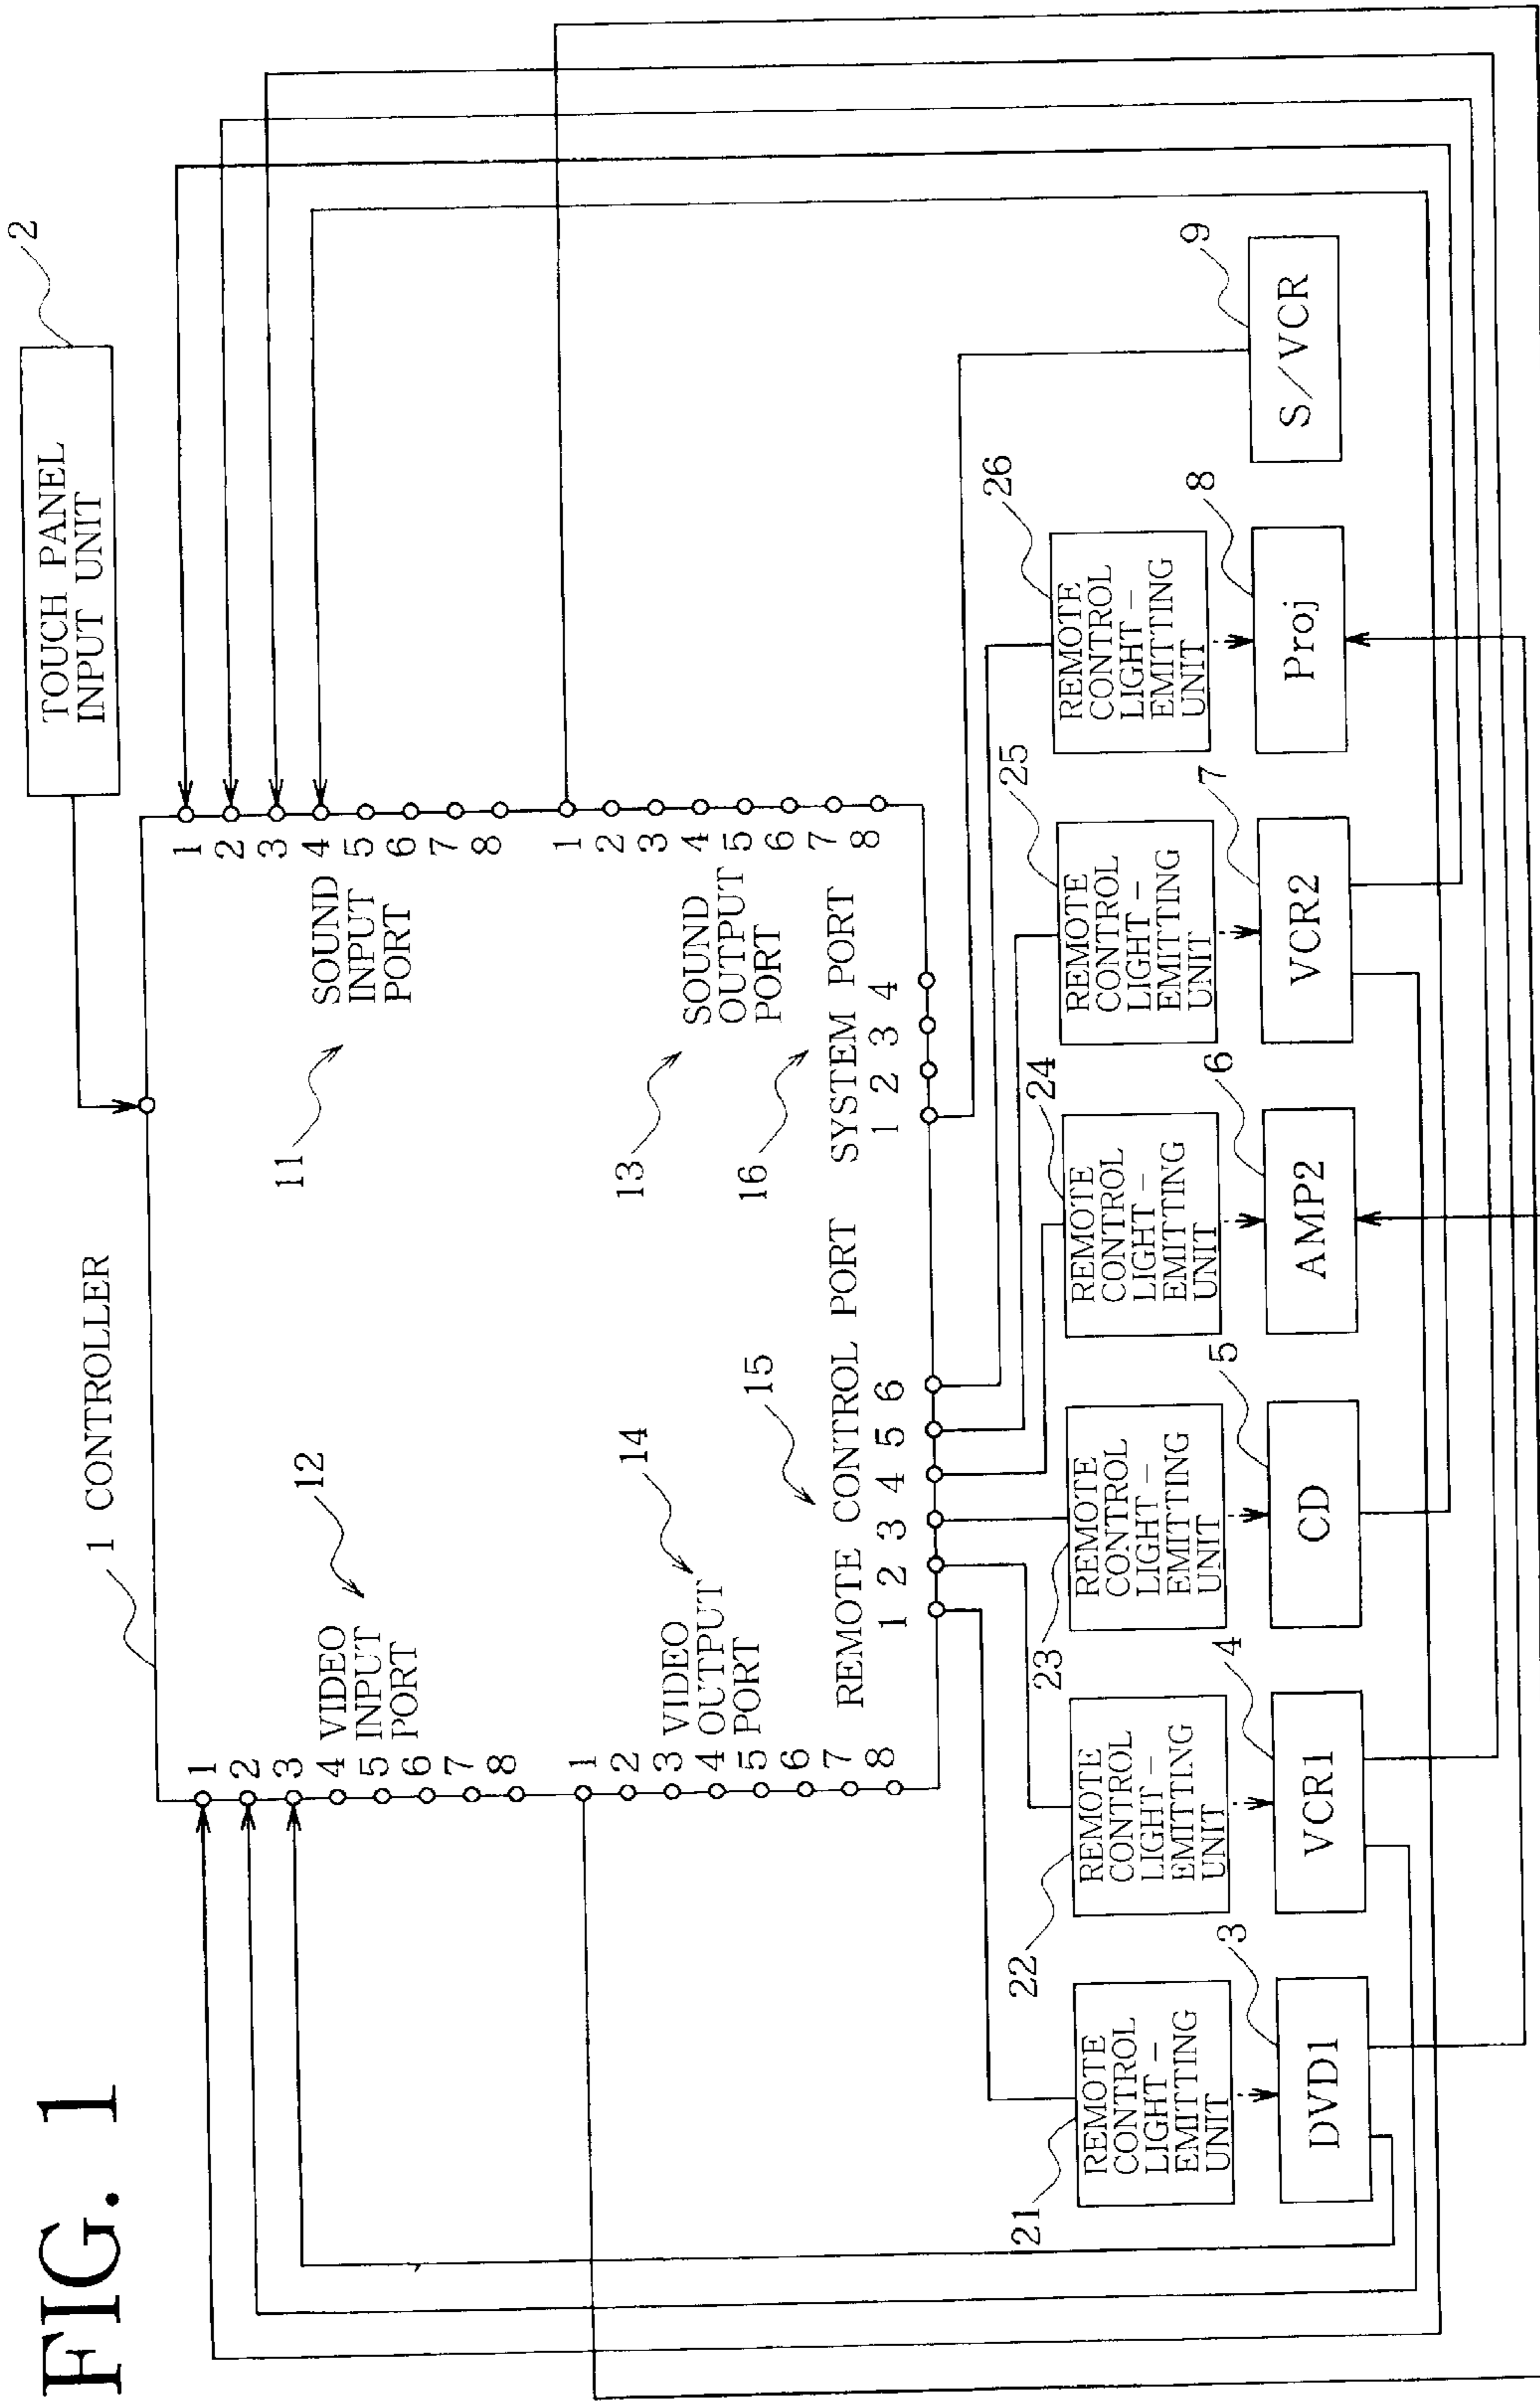 FIG. 1
1 CONTROLLER
TOUCH PANEL
INPUT UNIT
2
1
2
3
4
5
6
7
8
VIDEO
INPUT
PORT
12
11
SOUND
INPUT
PORT
1
2
3
4
5
6
7
8
1
2
3
4
5
6
7
8
VIDEO
OUTPUT
PORT
14
13
SOUND
OUTPUT
PORT
1
2
3
4
5
6
7
8
15
16
REMOTE CONTROL PORT
SYSTEM PORT
1 2 3 4 5 6
1 2 3 4
21
REMOTE
CONTROL
LIGHT-
EMITTING
UNIT
22
REMOTE
CONTROL
LIGHT-
EMITTING
UNIT
23
REMOTE
CONTROL
LIGHT-
EMITTING
UNIT
24
REMOTE
CONTROL
LIGHT-
EMITTING
UNIT
25
REMOTE
CONTROL
LIGHT-
EMITTING
UNIT
26
REMOTE
CONTROL
LIGHT-
EMITTING
UNIT
3
DVD1
4
VCR1
5
CD
6
AMP2
7
VCR2
8
Proj
9
S/VCR